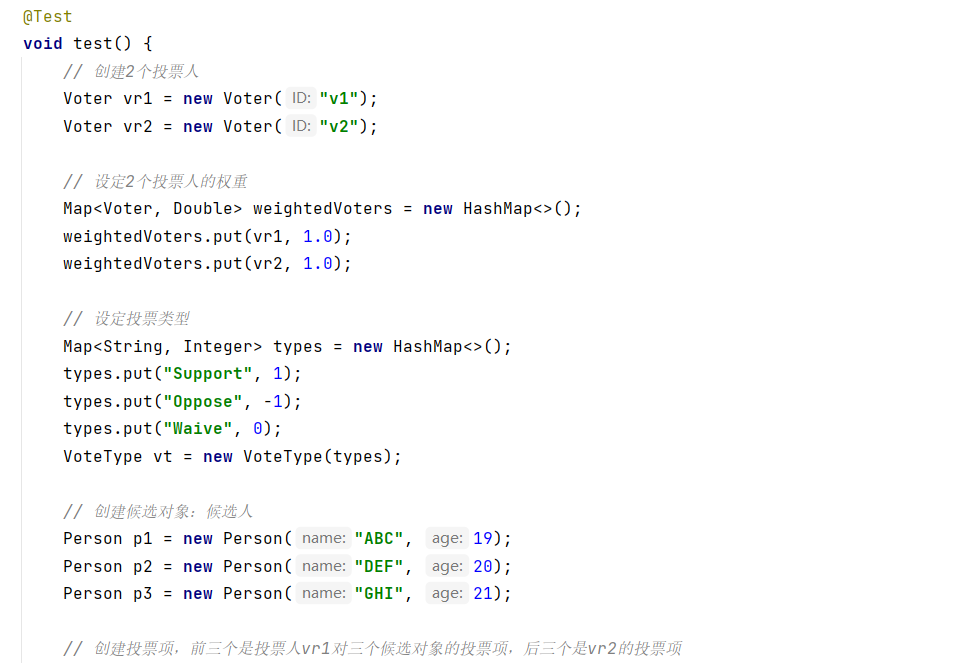 @Test
void test() {
// 创建2个投票人
Voter vr1 = new Voter( ID: "v1");
Voter vr2 = new Voter( ID: "v2");
// 设定2个投票人的权重
Map<Voter, Double> weightedVoters = new HashMap<>();
weightedVoters.put(vr1, 1.0);
weightedVoters.put(vr2, 1.0);
// 设定投票类型
Map<String, Integer> types = new HashMap<>();
types.put("Support", 1);
types.put("Oppose", -1);
types.put("Waive", 0);
VoteType vt = new VoteType(types);
// 创建候选对象：候选人
Person p1 = new Person( name: "ABC", age: 19);
Person p2 = new Person( name: "DEF", age: 20);
Person p3 = new Person( name: "GHI", age: 21);
// 创建投票项，前三个是投票人vr1对三个候选对象的投票项，后三个是vr2的投票项